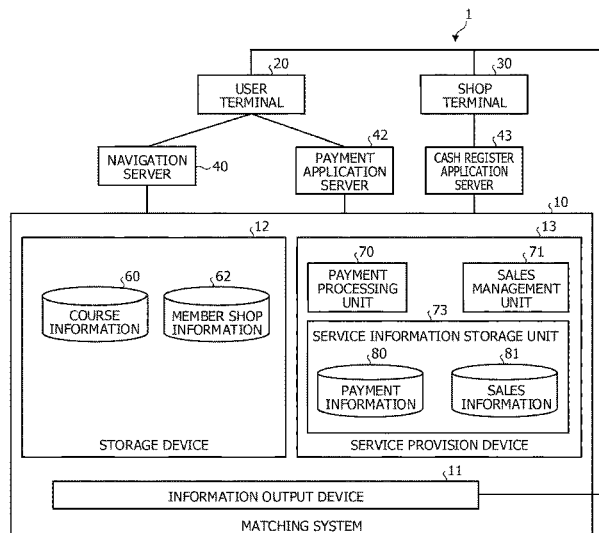 1
20
USER
TERMINAL
30
SHOP
TERMINAL
42
43
NAVIGATION
SERVER
40
PAYMENT
APPLICATION
SERVER
CASH REGISTER
APPLICATION
SERVER
10
12
13
60
COURSE
INFORMATION
62
MEMBER SHOP
INFORMATION
STORAGE DEVICE
70
PAYMENT
PROCESSING
UNIT
71
SALES
MANAGEMENT
UNIT
73
SERVICE INFORMATION STORAGE UNIT
80
PAYMENT
INFORMATION
81
SALES
INFORMATION
SERVICE PROVISION DEVICE
11
INFORMATION OUTPUT DEVICE
MATCHING SYSTEM